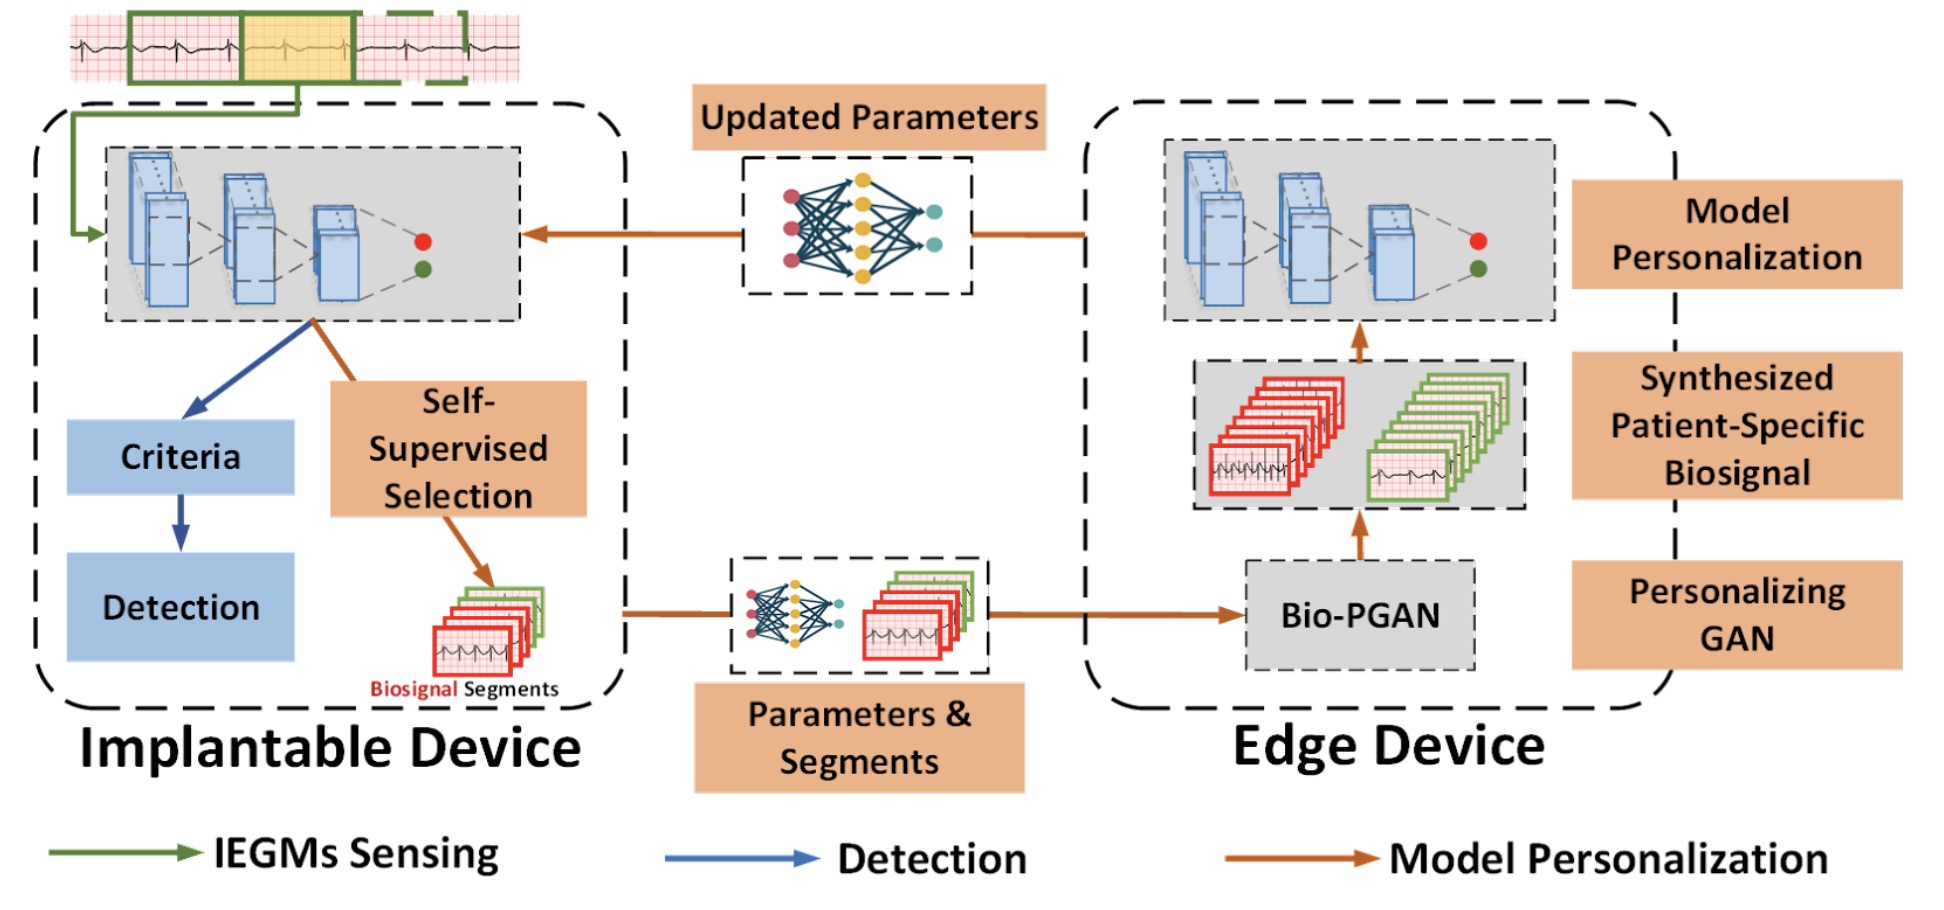 Updated Parameters
Model
Personalization
Self-
Supervised
Selection
Criteria
Detection
Biosignal Segments
Synthesized
Patient-Specific
Biosignal
Bio-PGAN
Personalizing
GAN
Parameters &
Segments
Implantable Device
Edge Device
IEGMs Sensing
Detection
Model Personalization